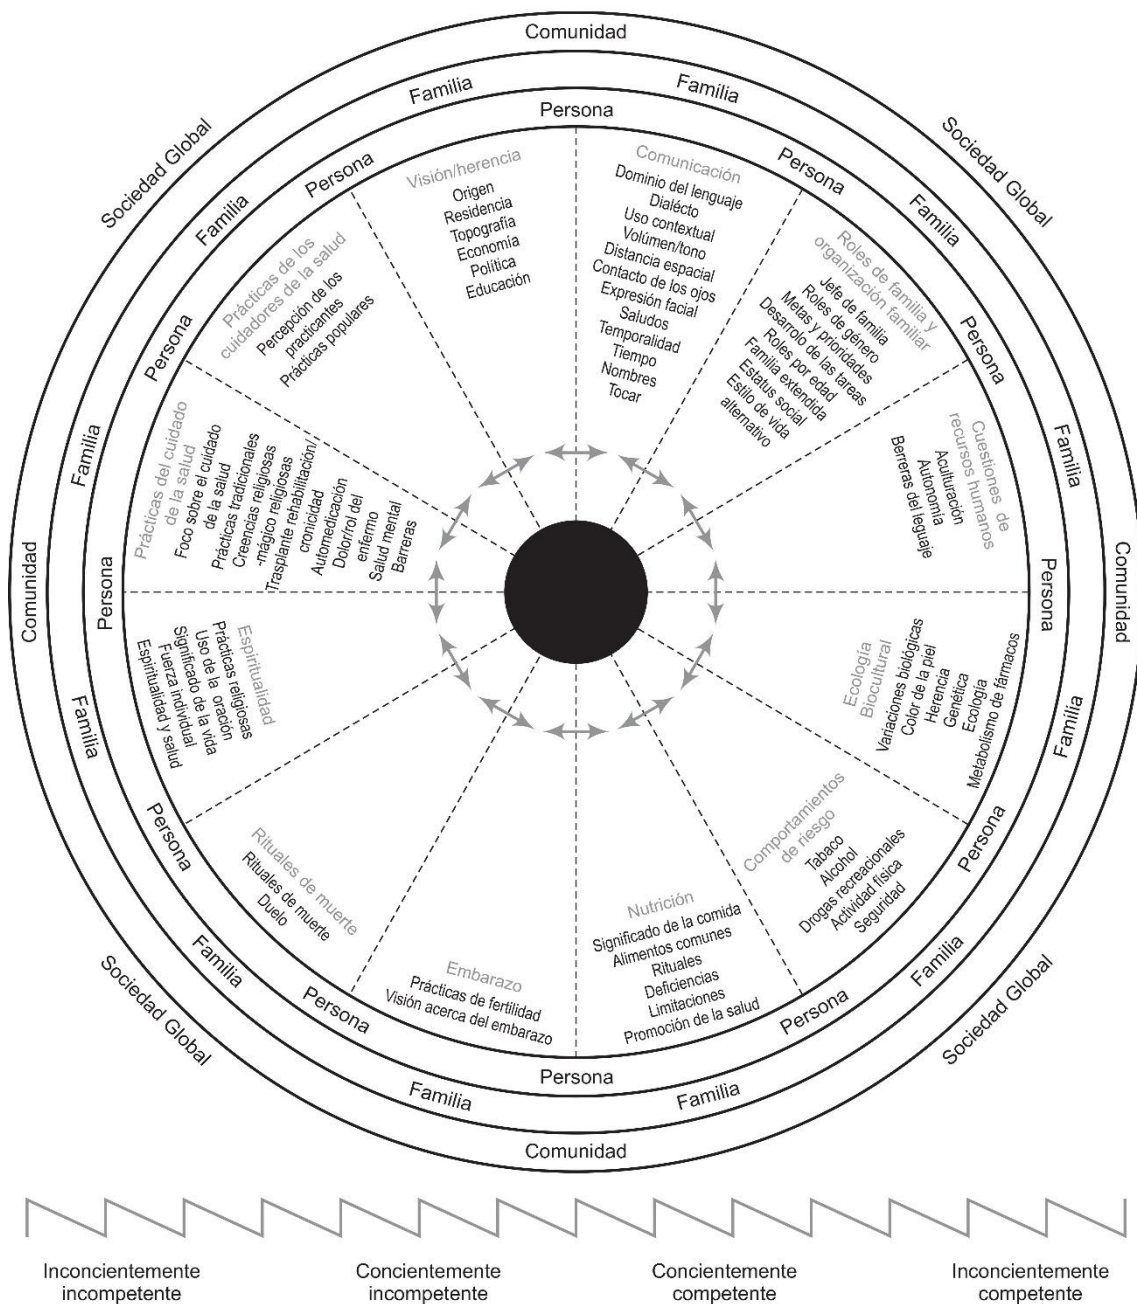 Comunidad
Familia
Familia
Persona
Sociedad Global
Sociedad Global
Persona
Persona
Familia
Familia
Visión/herencia
Origen
Residencia
Topografía
Economía
Política
Educación
Comunicación
Dominio del lenguaje
Dialécto
Uso contextual
Volúmen/tono
Distancia espacial
Contacto de los ojos
Expresión facial
Saludos
Temporalidad
Tiempo
Nombres
Tocar
Roles de familia y
organización familiar
Jefe de familia
Roles de género
Metas y prioridades
Desarrolo de las tareas
Roles por edad
Familia extendida
Estatus social
Estilo de vida
alternativo
Persona
Familia
Cuestiones de
recursos humanos
Aculturación
Autonomía
Berreras del leguaje
Persona
Comunidad
Ecología
Biocultural
Variaciones biológicas
Color de la piel
Herencia
Genética
Ecología
Metabolismo de fármacos
Familia
Persona
Comportamientos
de riesgo
Tabaco
Alcohol
Drogas recreacionales
Actividad física
Seguridad
Familia
Sociedad Global
Persona
Nutrición
Significado de la comida
Alimentos comunes
Rituales
Deficiencias
Limitaciones
Promoción de la salud
Familia
Persona
Comunidad
Embarazo
Prácticas de fertilidad
Visión acerca del embarazo
Familia
Persona
Rituales de muerte
Rituales de muerte
Duelo
Familia
Sociedad Global
Persona
Espiritualidad
Prácticas religiosas
Uso de la oración
Significado de la vida
Fuerza individual
Espiritualidad y salud
Familia
Persona
Comunidad
Prácticas del cuidado
de la salud
Foco sobre el cuidado
de la salud
Prácticas tradicionales
Creencias religiosas
-mágico religiosas
Trasplante rehabilitación/
cronicidad
Automedicación
Dolor/rol del
enfermo
Salud mental
Barreras
Familia
Persona
Prácticas de los
cuidadores de la salud
Percepción de los
practicantes
Prácticas populares
Inconcientemente
incompetente
Concientemente
incompetente
Concientemente
competente
Inconcientemente
competente